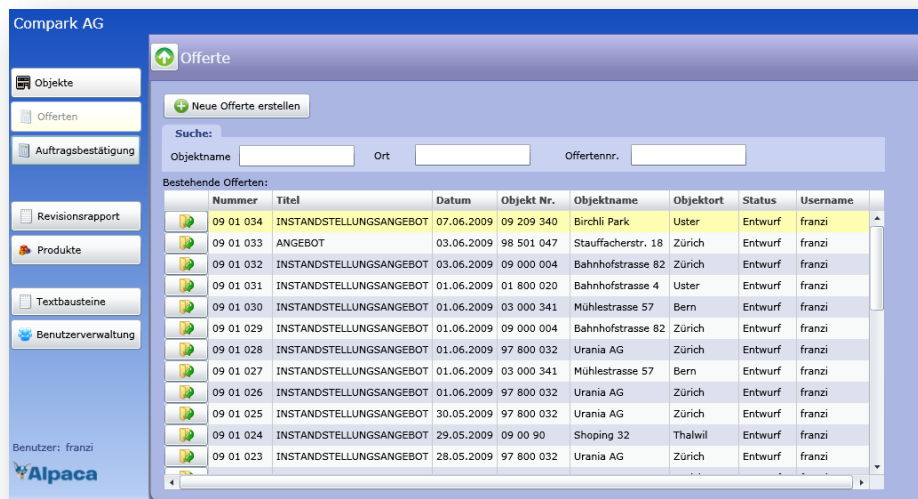 Compark AG
Offerte
Objekte
Offerten
Auftragsbestätigung
Revisionsrapport
Produkte
Textbausteine
Benutzerverwaltung
Benutzer: franzi
Alpaca
Neue Offerte erstellen
Suche:
Objektname Ort Offertennr.
Bestehende Offerten:
Nummer Titel Datum Objekt Nr. Objektname Objektort Status Username
09 01 034 INSTANDSTELLUNGSANGEBOT 07.06.2009 09 209 340 Birchli Park Uster Entwurf franzi
09 01 033 ANGEBOT 03.06.2009 98 501 047 Stauffacherstr. 18 Zürich Entwurf franzi
09 01 032 INSTANDSTELLUNGSANGEBOT 03.06.2009 09 000 004 Bahnhofstrasse 82 Zürich Entwurf franzi
09 01 031 INSTANDSTELLUNGSANGEBOT 01.06.2009 01 800 020 Bahnhofstrasse 4 Uster Entwurf franzi
09 01 030 INSTANDSTELLUNGSANGEBOT 01.06.2009 03 000 341 Mühlestrasse 57 Bern Entwurf franzi
09 01 029 INSTANDSTELLUNGSANGEBOT 01.06.2009 09 000 004 Bahnhofstrasse 82 Zürich Entwurf franzi
09 01 028 INSTANDSTELLUNGSANGEBOT 01.06.2009 97 800 032 Urania AG Zürich Entwurf franzi
09 01 027 INSTANDSTELLUNGSANGEBOT 01.06.2009 03 000 341 Mühlestrasse 57 Bern Entwurf franzi
09 01 026 INSTANDSTELLUNGSANGEBOT 01.06.2009 97 800 032 Urania AG Zürich Entwurf franzi
09 01 025 INSTANDSTELLUNGSANGEBOT 30.05.2009 97 800 032 Urania AG Zürich Entwurf franzi
09 01 024 INSTANDSTELLUNGSANGEBOT 29.05.2009 09 00 90 Shoping 32 Thalwil Entwurf franzi
09 01 023 INSTANDSTELLUNGSANGEBOT 28.05.2009 97 800 032 Urania AG Zürich Entwurf franzi